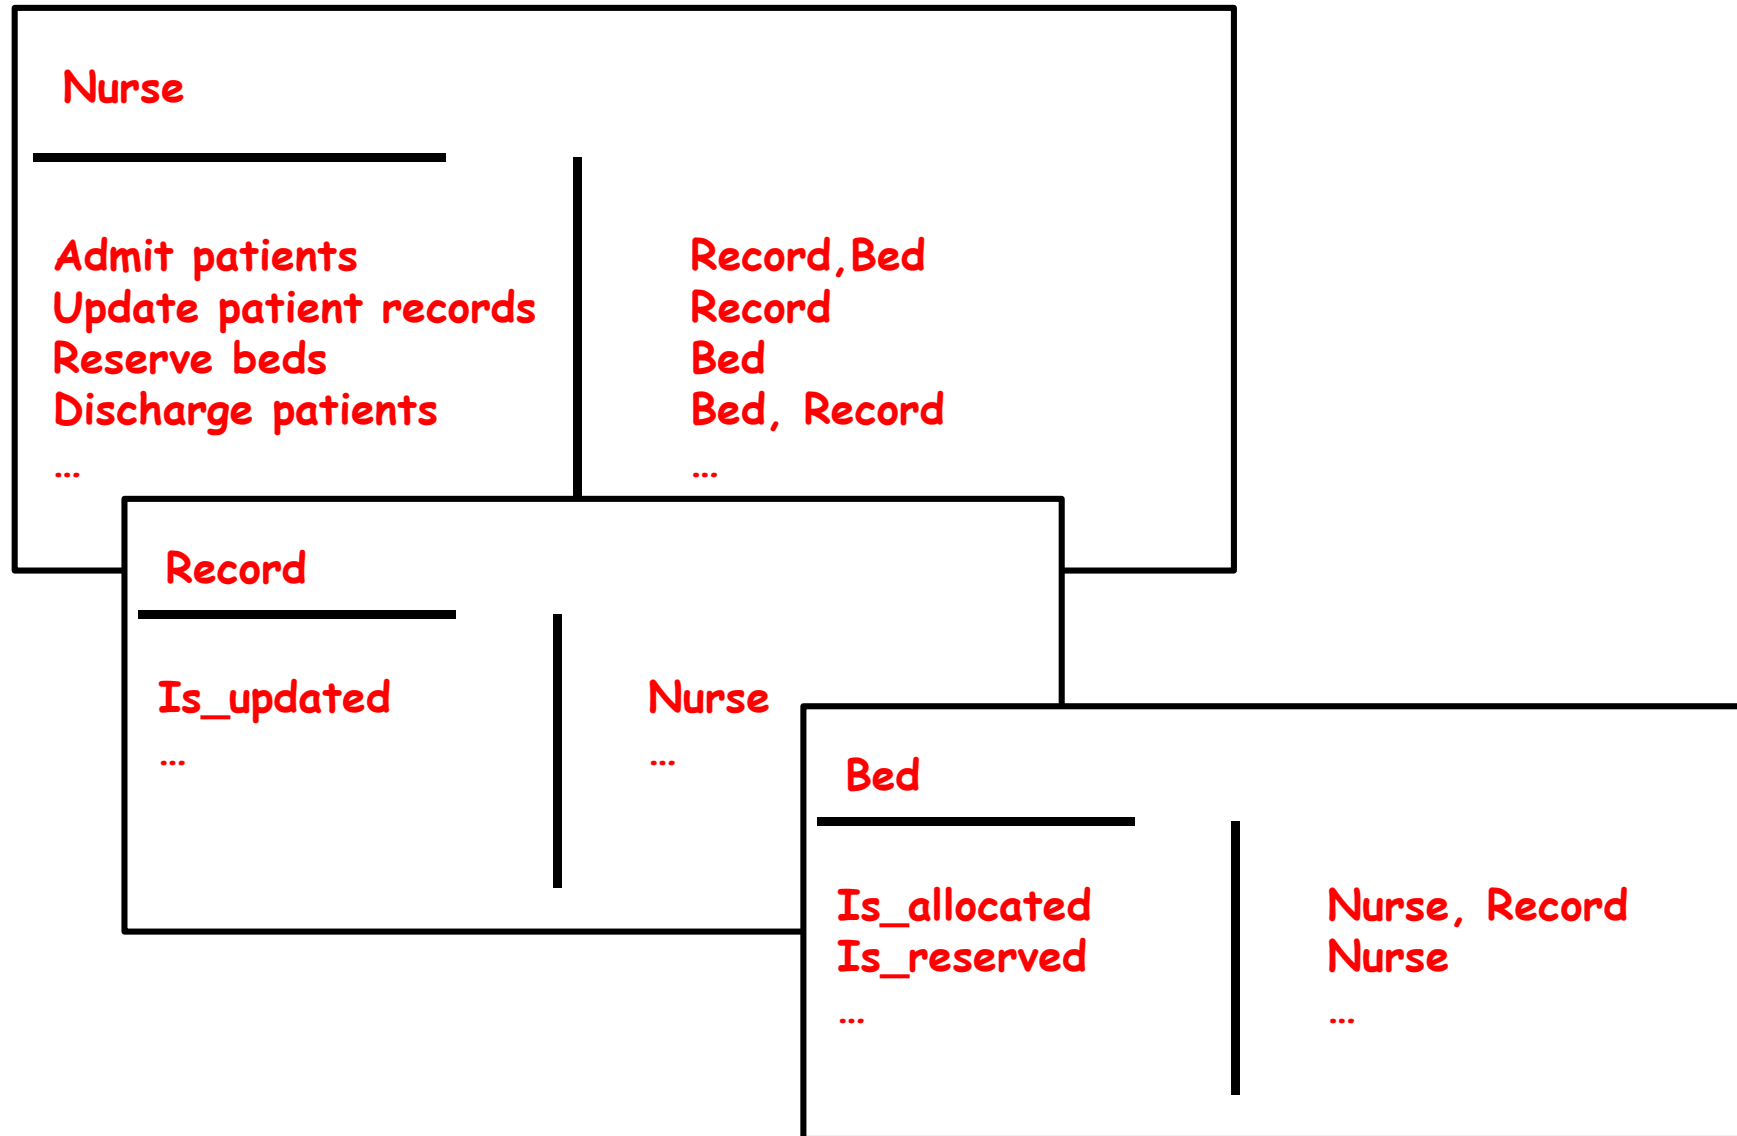 Nurse
Admit patients Record,Bed
Update patient records Record
Reserve beds Bed
Discharge patients Bed, Record
… …
Record
Is_updated Nurse
… …
Bed
Is_allocated Nurse, Record
Is_reserved Nurse
… …